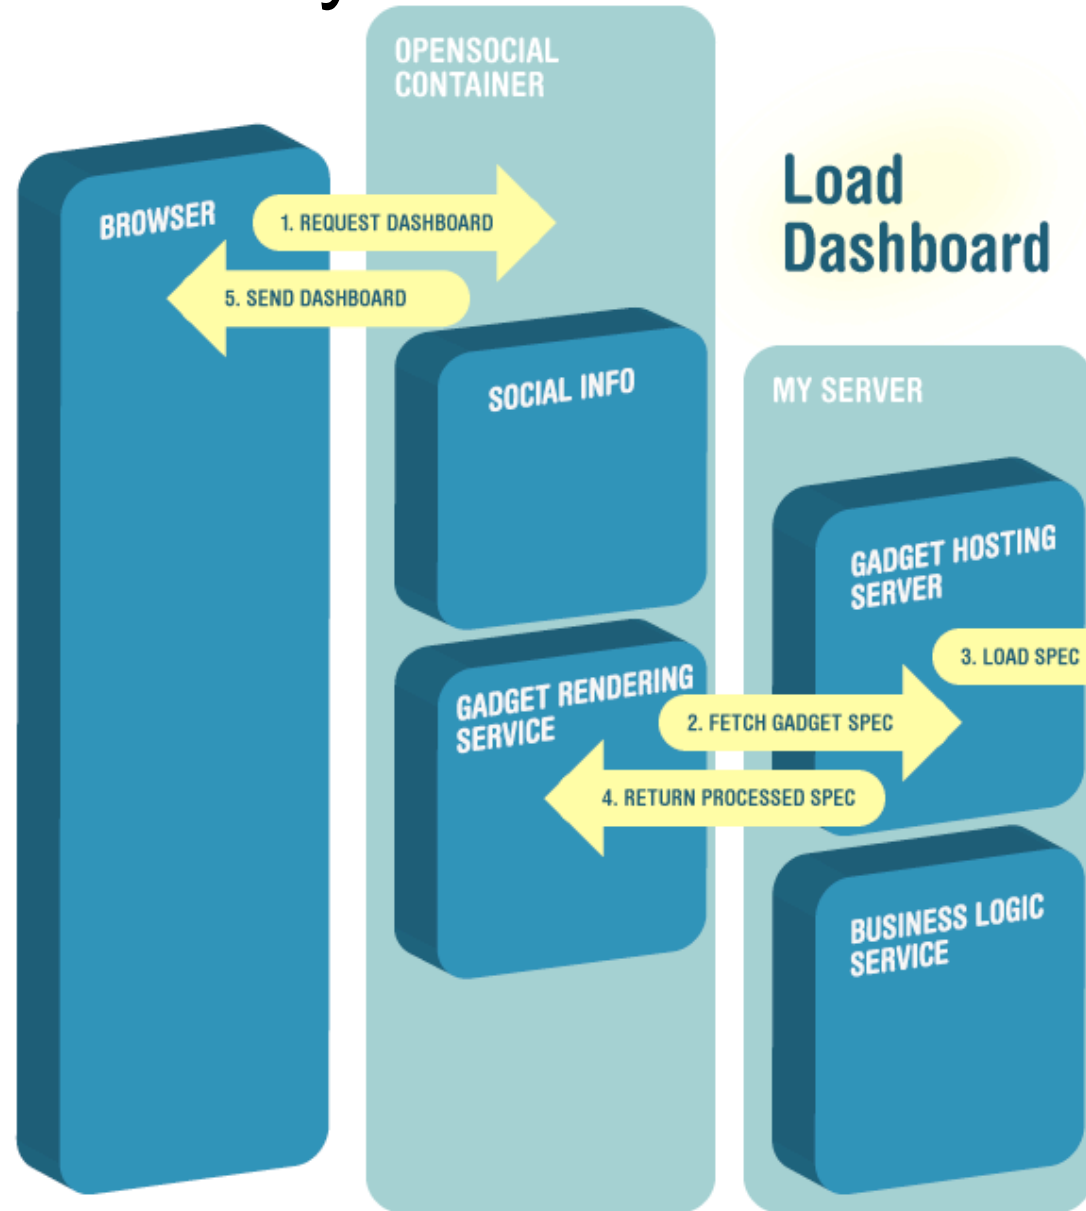 OPENSOCIAL
CONTAINER
Load
Dashboard
BROWSER
1. REQUEST DASHBOARD
5. SEND DASHBOARD
SOCIAL INFO
MY SERVER
GADGET HOSTING
SERVER
3. LOAD SPEC
GADGET RENDERING
SERVICE
2. FETCH GADGET SPEC
4. RETURN PROCESSED SPEC
BUSINESS LOGIC
SERVICE